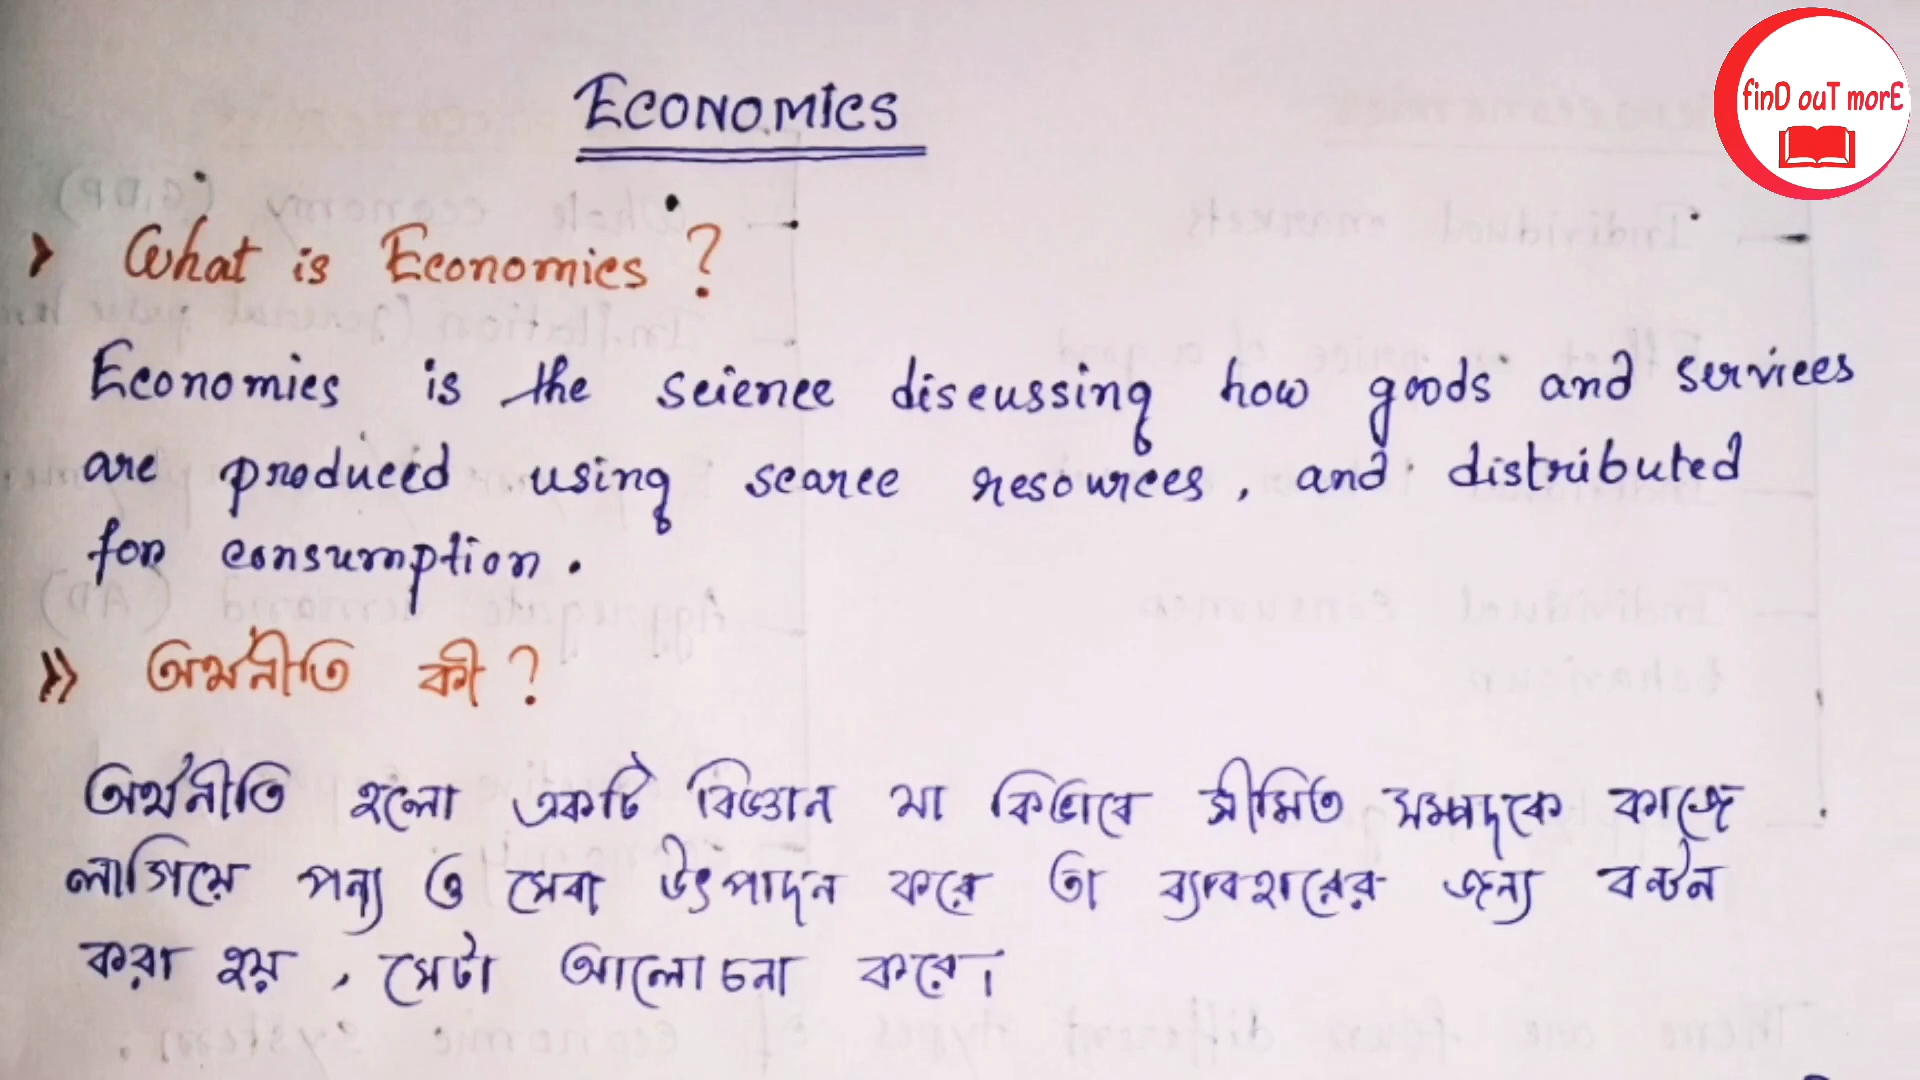 ECONOMICS
finD ouT morE
What is Economics ?
Economics is the science discussing how goods and services
are produced using scarce resources, and distributed
for consumption.
অর্থনীতি কী ?
অর্থনীতি হলো একটি বিজ্ঞান যা কিভাবে সীমিত সম্পদকে কাজে
লাগিয়ে পন্য ও সেবা উৎপাদন করে তা ব্যাবহারের জন্য বন্টন
করা হয়, সেটা আলোচনা করে।